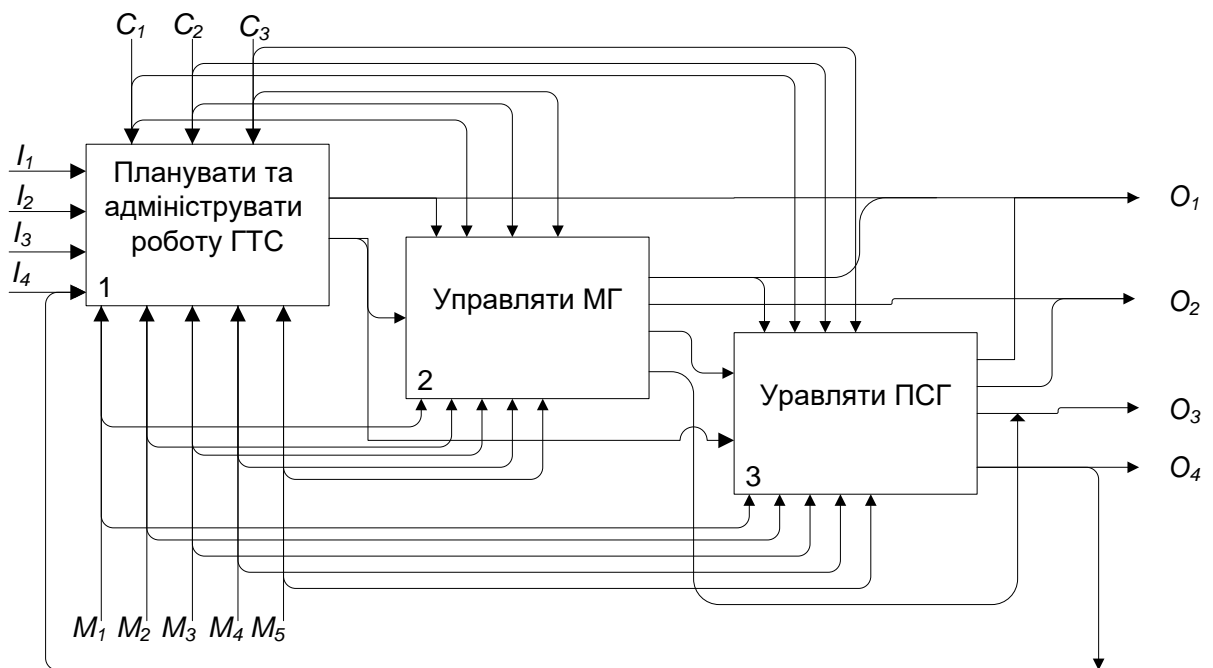 C1 C2 C3
I1
I2
I3
I4
Планувати та
адмініструвати
роботу ГТС
1
Управляти МГ
2
Уравляти ПСГ
3
O1
O2
O3
O4
M1 M2 M3 M4 M5